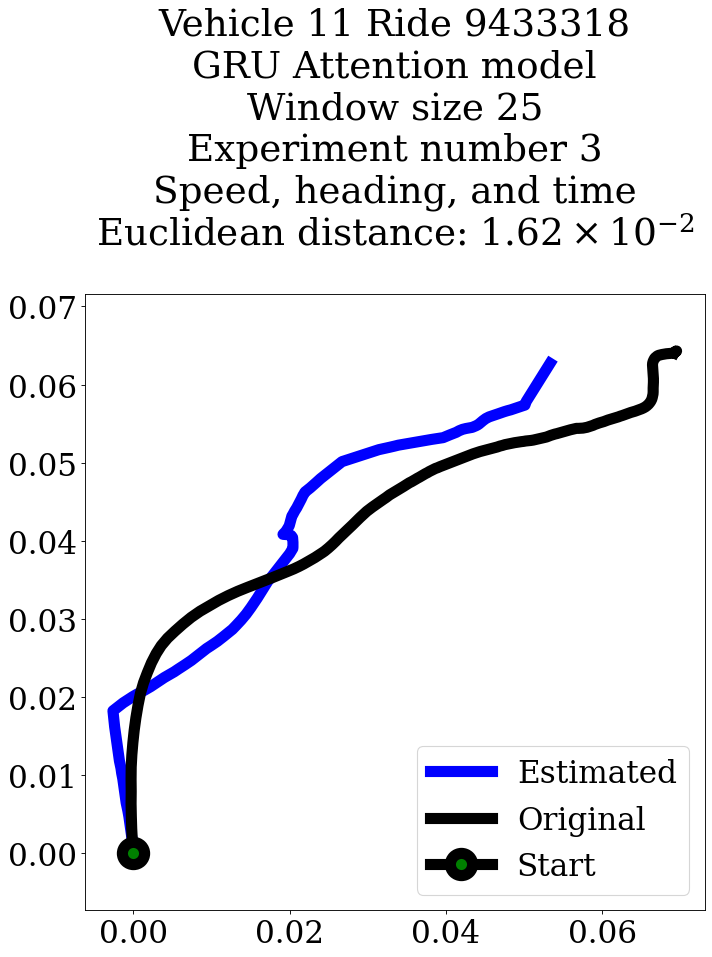 Vehicle 11 Ride 9433318
GRU Attention model
Window size 25
Experiment number 3
Speed, heading, and time
Euclidean distance: 1.62 × 10⁻²
0.07
0.06
0.05
0.04
0.03
0.02
0.01
0.00
Estimated
Original
Start
0.00 0.02 0.04 0.06